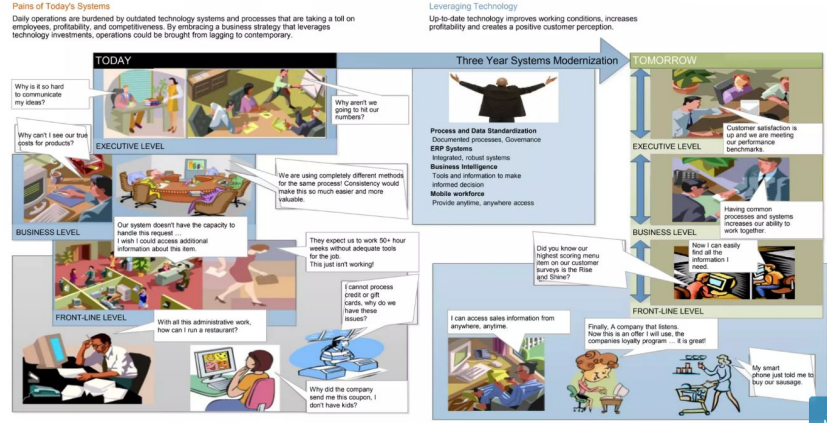 Pains of Today's Systems
Daily operations are burdened by outdated technology systems and processes that are taking a toll on
employees, profitability, and competitiveness. By embracing a business strategy that leverages
technology investments, operations could be brought from lagging to contemporary.
Leveraging Technology
Up-to-date technology improves working conditions, increases
profitability and creates a positive customer perception.
TODAY
Three Year Systems Modernization
TOMORROW
Why is it so hard
to communicate
my ideas?
Why aren't we
going to hit our
numbers?
EXECUTIVE LEVEL
Why can't I see our true
costs for products?
We are using completely different methods
for the same process! Consistency would
make this so much easier and more
valuable.
BUSINESS LEVEL
Our system doesn't have the capacity to
handle this request ...
I wish I could access additional
information about this item.
They expect us to work 50+ hour
weeks without adequate tools
for the job.
This just isn't working!
FRONT-LINE LEVEL
I cannot process
credit or gift
cards, why do we
have these
issues?
With all this administrative work,
how can I run a restaurant?
Why did the company
send me this coupon, I
don't have kids?
Process and Data Standardization
Documented processes, Governance
ERP Systems
Integrated, robust systems
Business Intelligence
Tools and information to make
informed decision
Mobile workforce
Provide anytime, anywhere access
Customer satisfaction is
up and we are meeting
our performance
benchmarks.
EXECUTIVE LEVEL
Having common
processes and systems
increases our ability to
work together.
BUSINESS LEVEL
Did you know our
highest scoring menu
item on our customer
surveys is the Rise
and Shine?
Now I can easily
find all the
information I
need.
FRONT-LINE LEVEL
I can access sales information from
anywhere, anytime.
Finally, A company that listens.
Now this is an offer I will use, the
companies loyalty program ... it is great!
My smart
phone just told me to
buy our sausage.